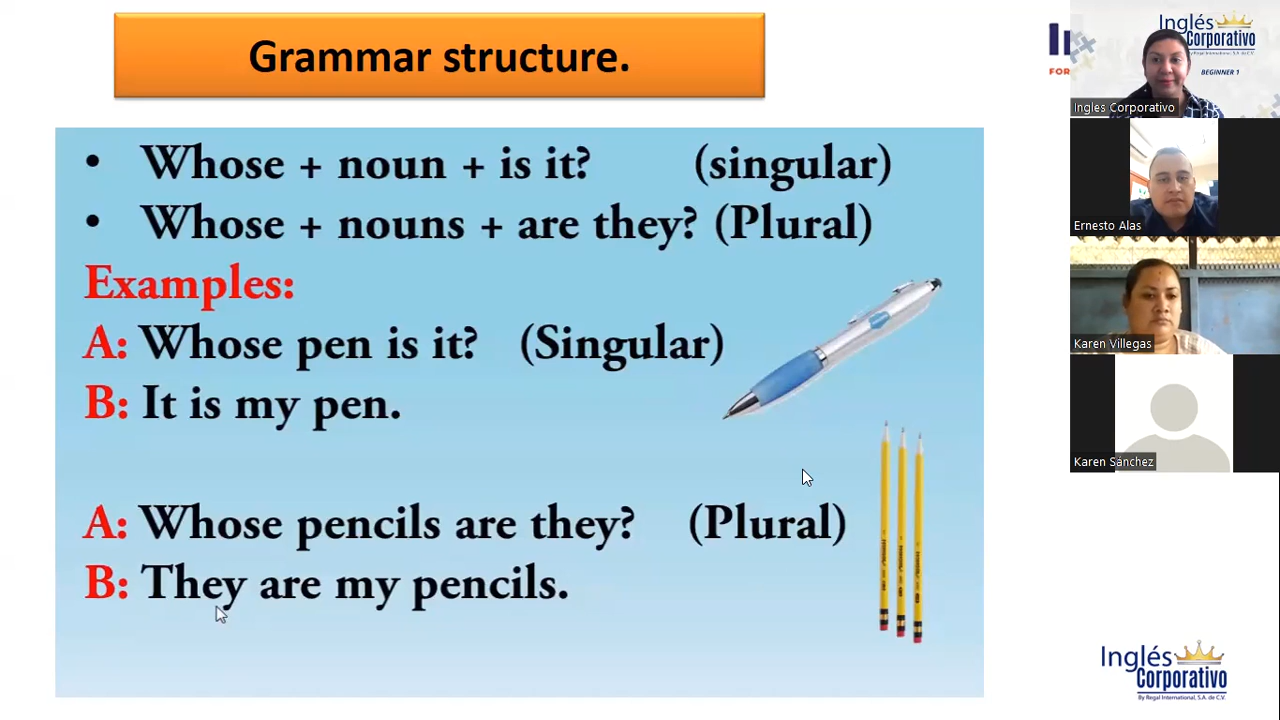 Grammar structure.
• Whose + noun + is it? (singular)
• Whose + nouns + are they? (Plural)
Examples:
A: Whose pen is it? (Singular)
B: It is my pen.
A: Whose pencils are they? (Plural)
B: They are my pencils.
Inglés
Corporativo
BEGINNER 1
Ingles Corporativo
Ernesto Alas
Karen Villegas
Karen Sánchez
Inglés
Corporativo
By Regal International, S.A. de C.V.